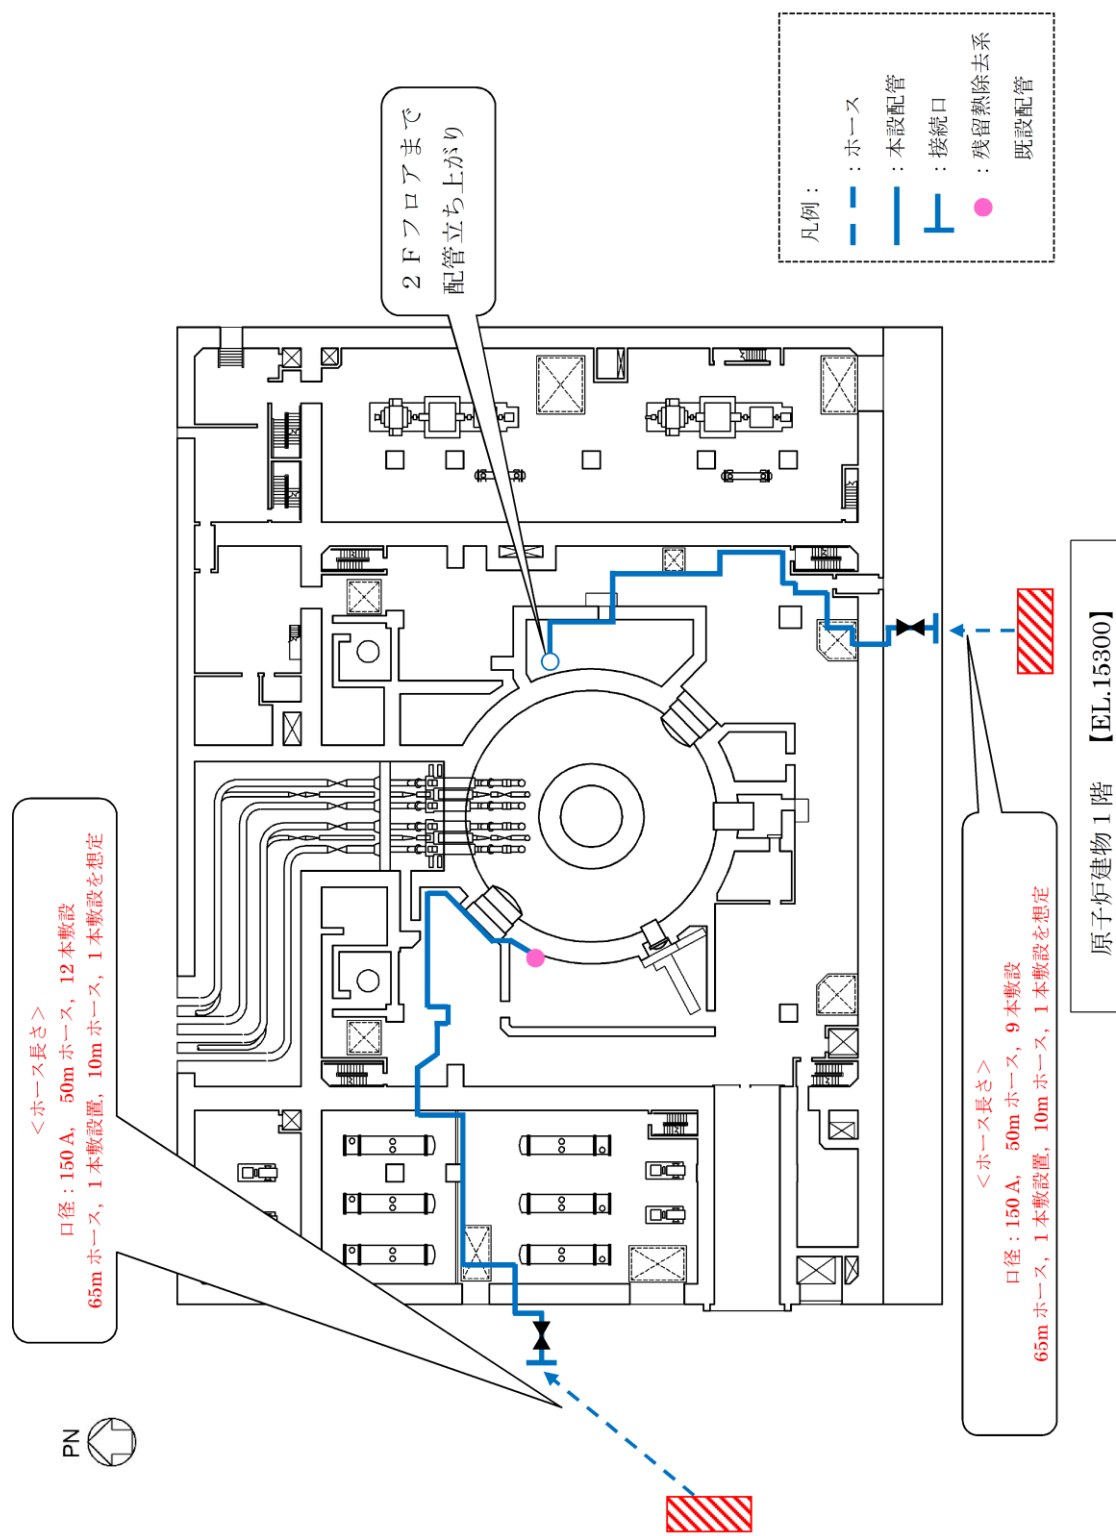 PN
<ホース長さ>
口径：150A， 50mホース，12本敷設
65mホース，1本敷設置，10mホース，1本敷設を想定
2Fフロアまで
配管立ち上がり
<ホース長さ>
口径：150A， 50mホース，9本敷設
65mホース，1本敷設置，10mホース，1本敷設を想定
原子炉建物1階 【EL.15300】
凡例：
：ホース
：本設配管
：接続口
：残留熱除去系
既設配管